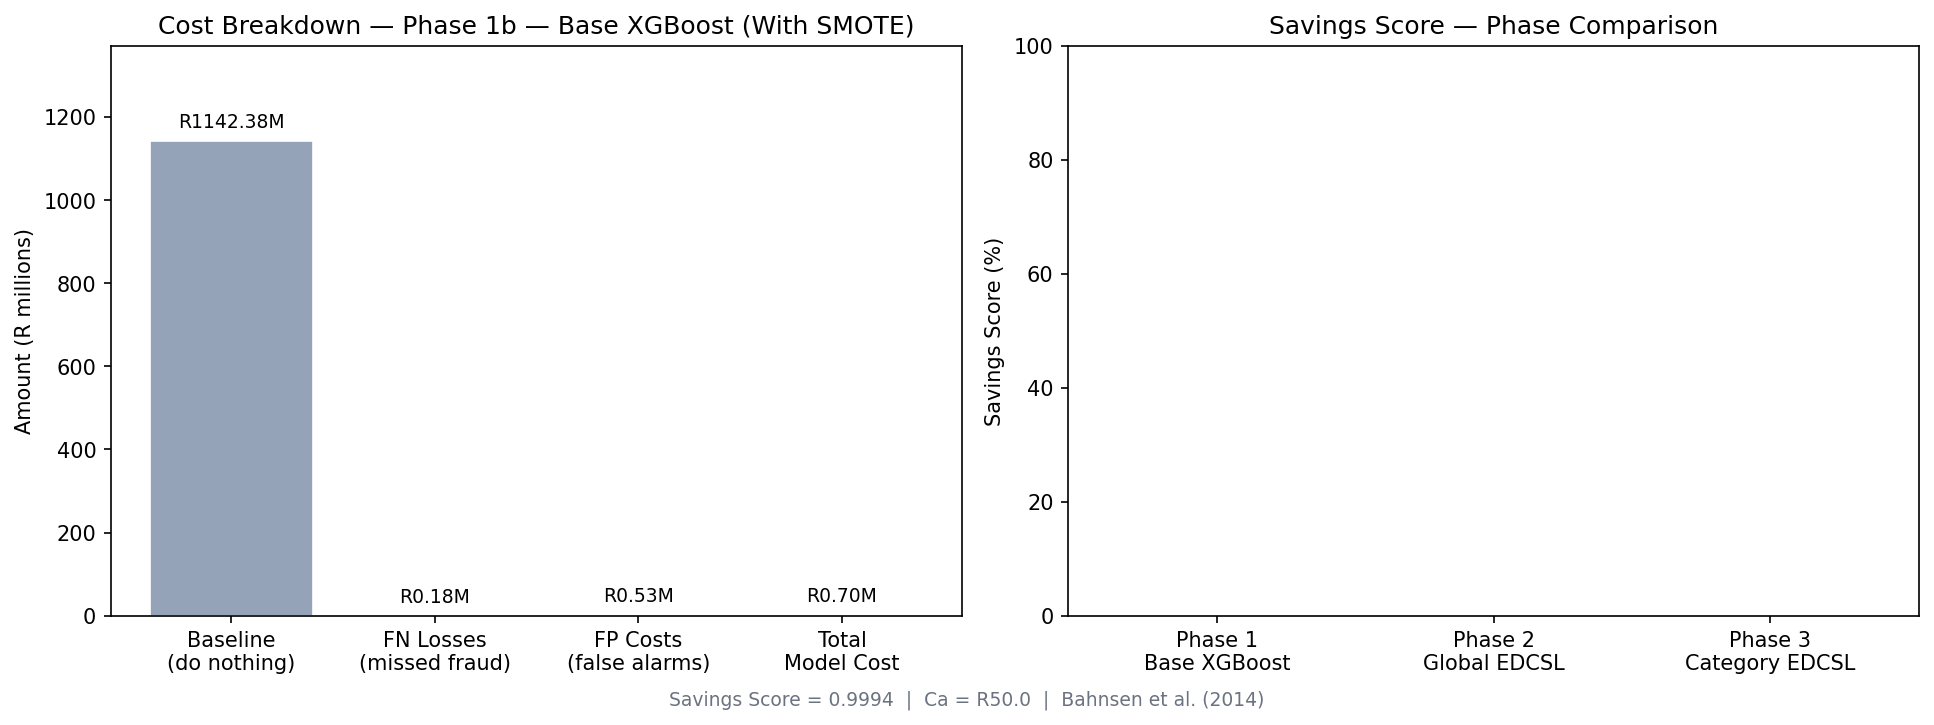 Cost Breakdown — Phase 1b — Base XGBoost (With SMOTE)
Amount (R millions)
1200
1000
800
600
400
200
0
R1142.38M
R0.18M
R0.53M
R0.70M
Baseline
(do nothing)
FN Losses
(missed fraud)
FP Costs
(false alarms)
Total
Model Cost
Savings Score — Phase Comparison
Savings Score (%)
100
80
60
40
20
0
Phase 1
Base XGBoost
Phase 2
Global EDCSL
Phase 3
Category EDCSL
Savings Score = 0.9994 | Ca = R50.0 | Bahnsen et al. (2014)